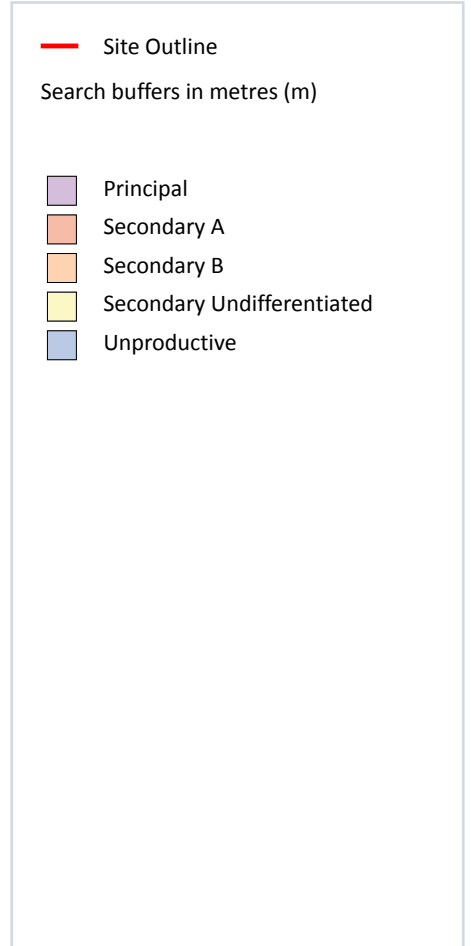 Site Outline
Search buffers in metres (m)
Principal
Secondary A
Secondary B
Secondary Undifferentiated
Unproductive